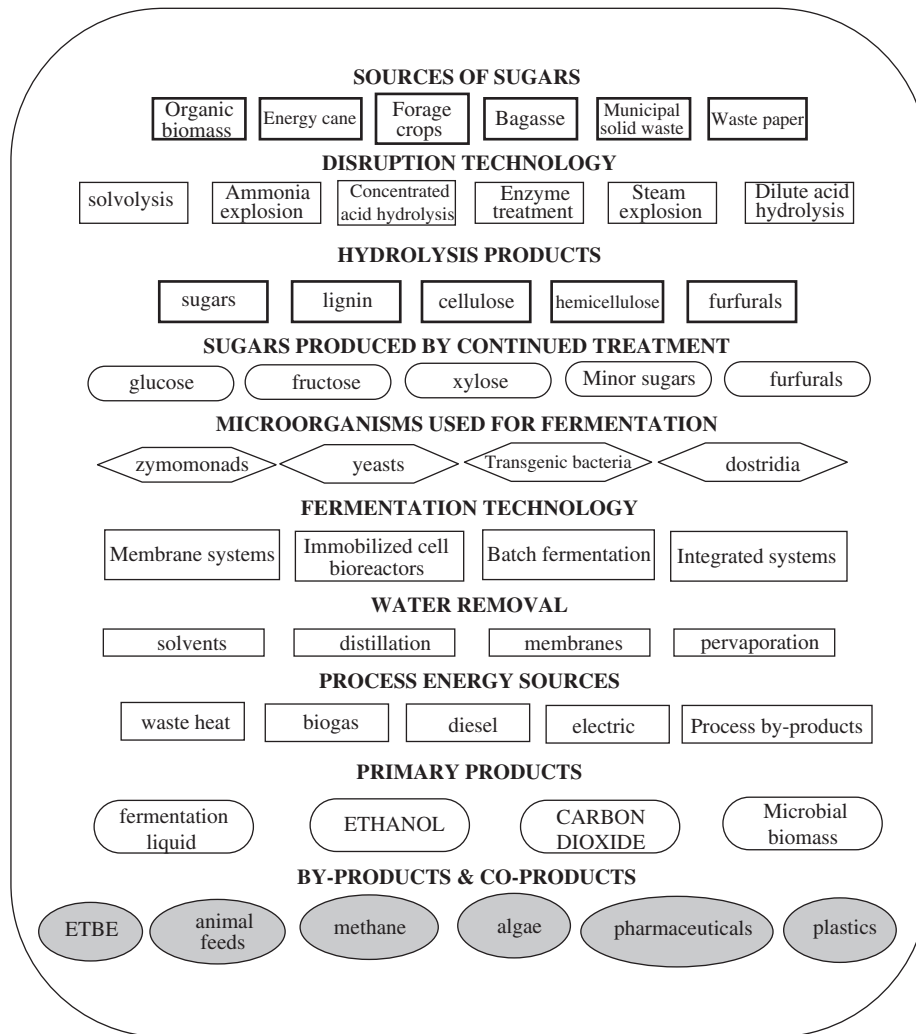 SOURCES OF SUGARS
Organic
biomass
Energy cane
Forage
crops
Bagasse
Municipal
solid waste
Waste paper
DISRUPTION TECHNOLOGY
solvolysis
Ammonia
explosion
Concentrated
acid hydrolysis
Enzyme
treatment
Steam
explosion
Dilute acid
hydrolysis
HYDROLYSIS PRODUCTS
sugars
lignin
cellulose
hemicellulose
furfurals
SUGARS PRODUCED BY CONTINUED TREATMENT
glucose
fructose
xylose
Minor sugars
furfurals
MICROORGANISMS USED FOR FERMENTATION
zymomonads
yeasts
Transgenic bacteria
dostridia
FERMENTATION TECHNOLOGY
Membrane systems
Immobilized cell
bioreactors
Batch fermentation
Integrated systems
WATER REMOVAL
solvents
distillation
membranes
pervaporation
PROCESS ENERGY SOURCES
waste heat
biogas
diesel
electric
Process by-products
PRIMARY PRODUCTS
fermentation
liquid
ETHANOL
CARBON
DIOXIDE
Microbial
biomass
BY-PRODUCTS & CO-PRODUCTS
ETBE
animal
feeds
methane
algae
pharmaceuticals
plastics